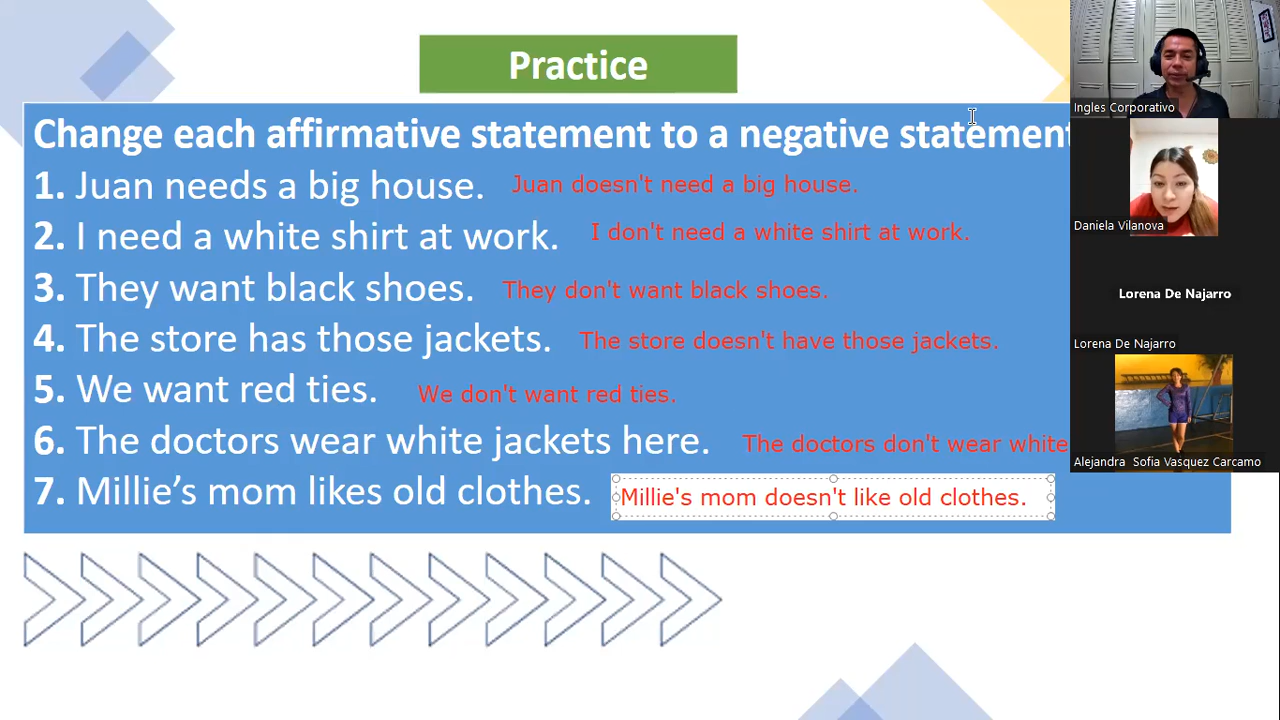 Practice
Change each affirmative statement to a negative statement
1. Juan needs a big house. Juan doesn't need a big house.
2. I need a white shirt at work. I don't need a white shirt at work.
3. They want black shoes. They don't want black shoes.
4. The store has those jackets. The store doesn't have those jackets.
5. We want red ties. We don't want red ties.
6. The doctors wear white jackets here. The doctors don't wear white
7. Millie’s mom likes old clothes. Millie's mom doesn't like old clothes.
Ingles Corporativo
Daniela Vilanova
Lorena De Najarro
Lorena De Najarro
Alejandra Sofia Vasquez Carcamo